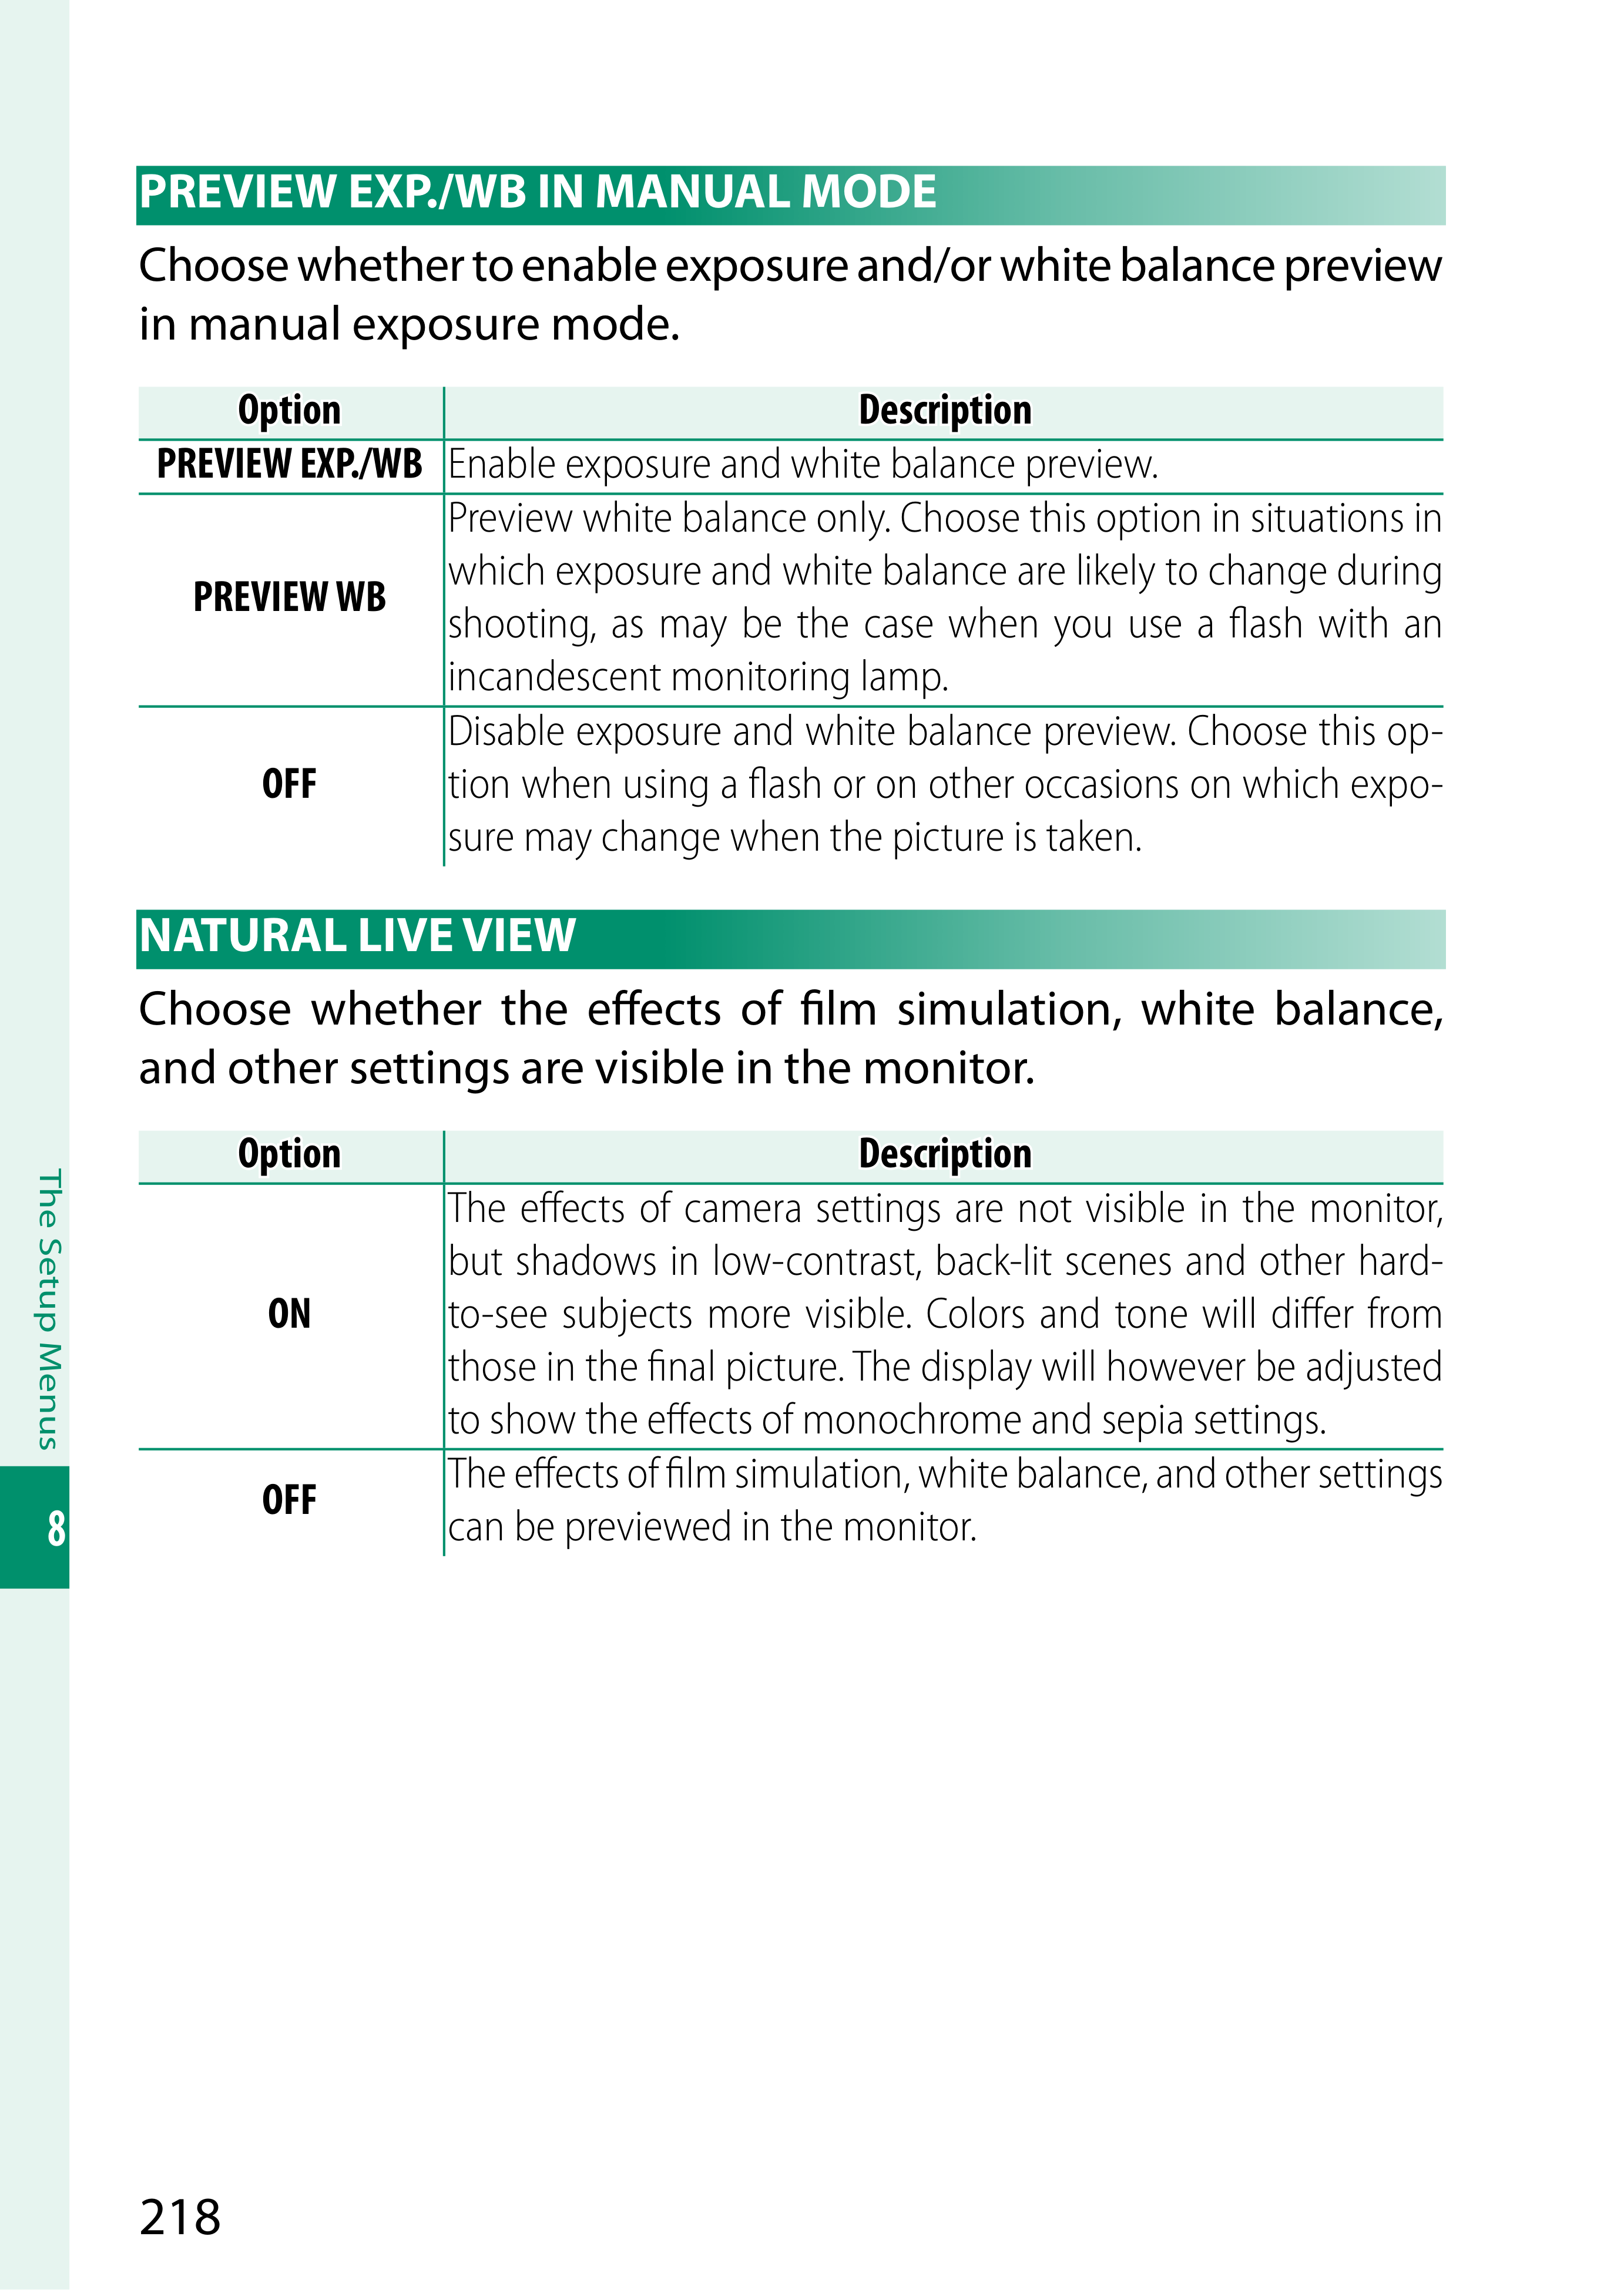 PREVIEW EXP./WB IN MANUAL MODE
Choose whether to enable exposure and/or white balance preview
in manual exposure mode.
Option Description
PREVIEW EXP./WB Enable exposure and white balance preview.
PREVIEW WB
Preview white balance only. Choose this option in situations in
which exposure and white balance are likely to change during
shooting, as may be the case when you use a flash with an
incandescent monitoring lamp.
OFF
Disable exposure and white balance preview. Choose this op-
tion when using a flash or on other occasions on which expo-
sure may change when the picture is taken.
NATURAL LIVE VIEW
Choose whether the effects of film simulation, white balance,
and other settings are visible in the monitor.
Option Description
ON
The effects of camera settings are not visible in the monitor,
but shadows in low-contrast, back-lit scenes and other hard-
to-see subjects more visible. Colors and tone will differ from
those in the final picture. The display will however be adjusted
to show the effects of monochrome and sepia settings.
OFF
The effects of film simulation, white balance, and other settings
can be previewed in the monitor.
The Setup Menus
8
218